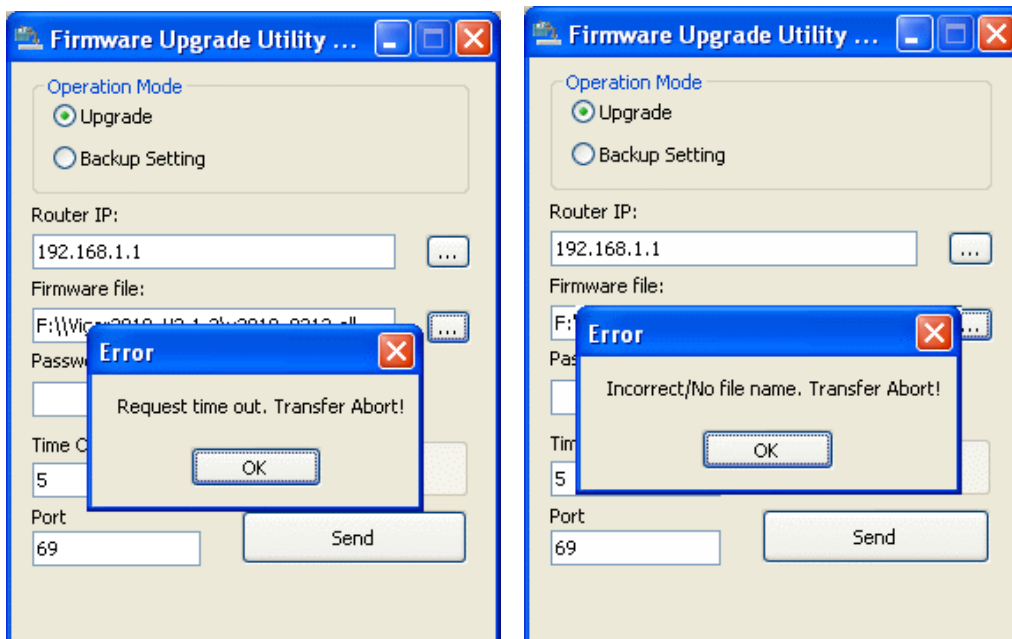 Firmware Upgrade Utility ...
Operation Mode
Upgrade
Backup Setting
Router IP:
192.168.1.1
...
Firmware file:
...
Error
Request time out. Transfer Abort!
OK
Time
5
Port
69
Send
Firmware Upgrade Utility ...
Operation Mode
Upgrade
Backup Setting
Router IP:
192.168.1.1
...
Firmware file:
F:
...
Error
Incorrect/No file name. Transfer Abort!
OK
5
Port
69
Send